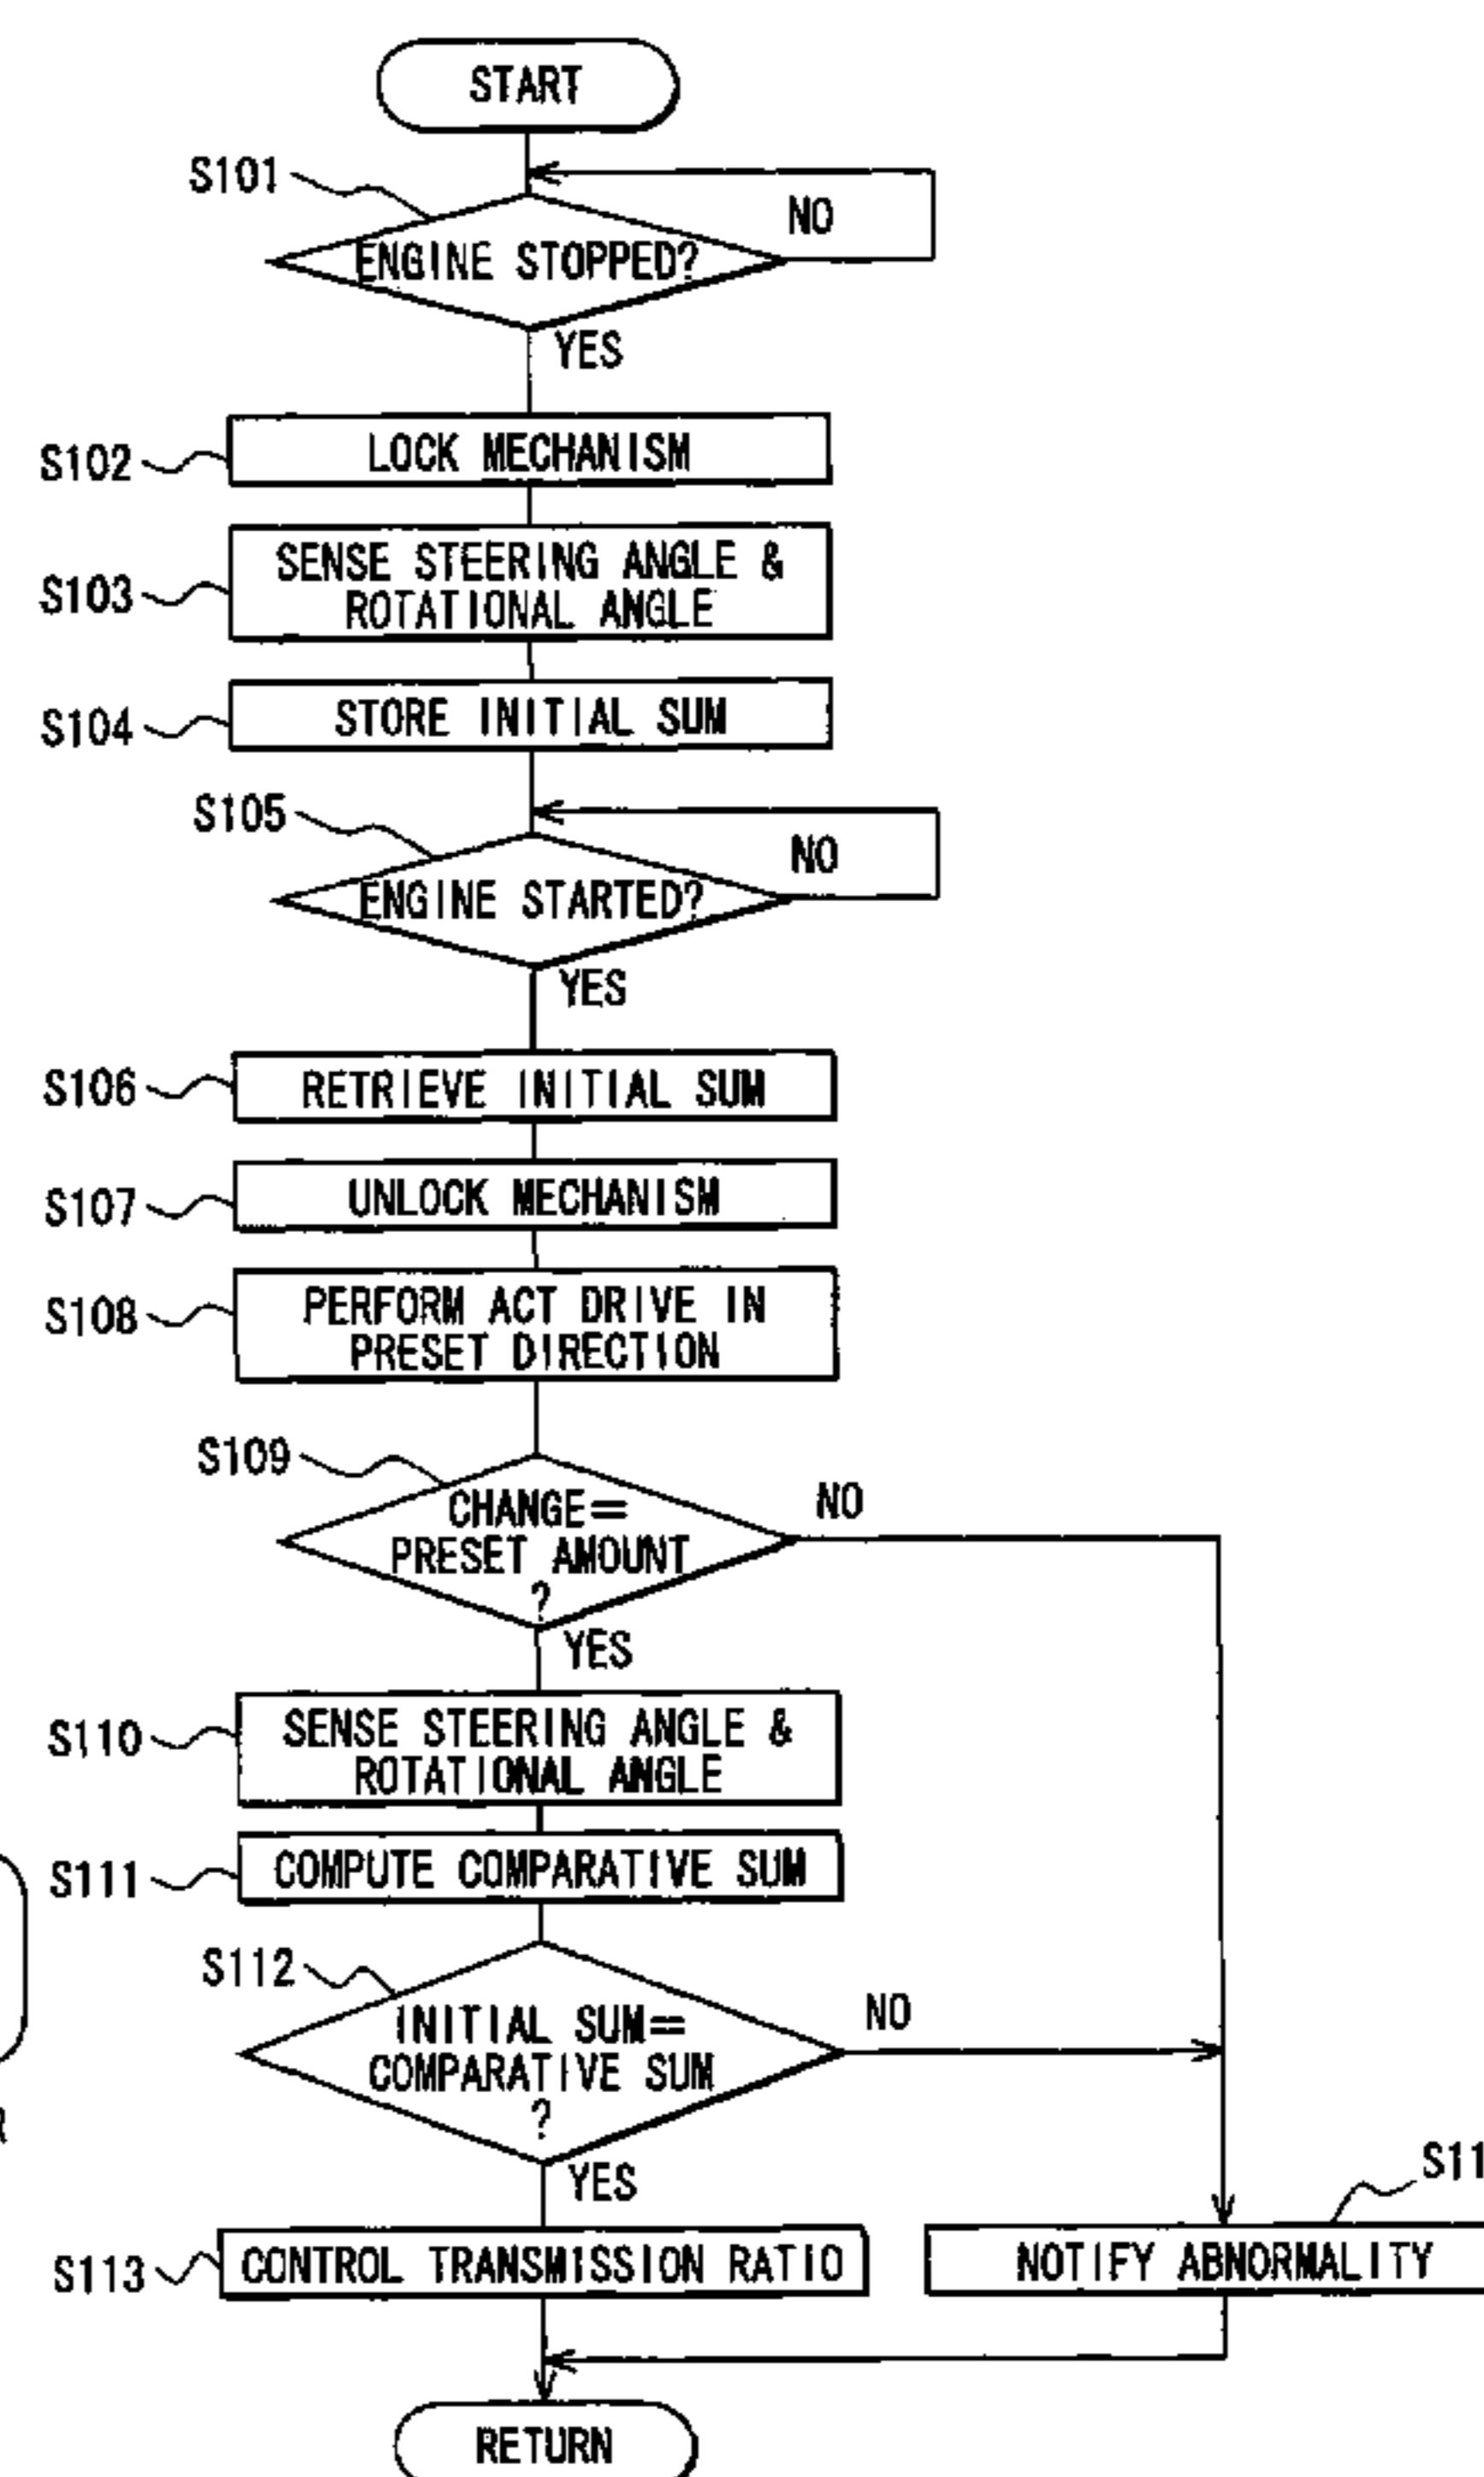 START
S101
NO
ENGINE STOPPED?
YES
S102
LOCK MECHANISM
S103
SENSE STEERING ANGLE &
ROTATIONAL ANGLE
S104
STORE INITIAL SUM
S105
NO
ENGINE STARTED?
YES
S106
RETRIEVE INITIAL SUM
S107
UNLOCK MECHANISM
S108
PERFORM ACT DRIVE IN
PRESET DIRECTION
S109
NO
CHANGE=
PRESET AMOUNT
?
YES
S110
SENSE STEERING ANGLE &
ROTATIONAL ANGLE
S111
COMPUTE COMPARATIVE SUM
S112
NO
INITIAL SUM=
COMPARATIVE SUM
?
YES
S113
CONTROL TRANSMISSION RATIO
S11
NOTIFY ABNORMALITY
RETURN